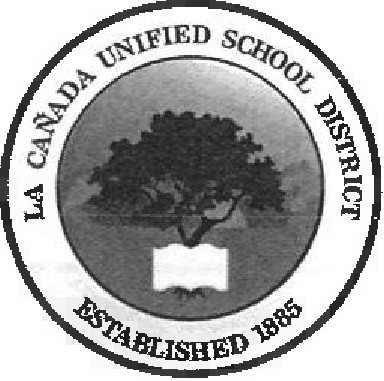 LA CAÑADA UNIFIED SCHOOL DISTRICT
ESTABLISHED 1885